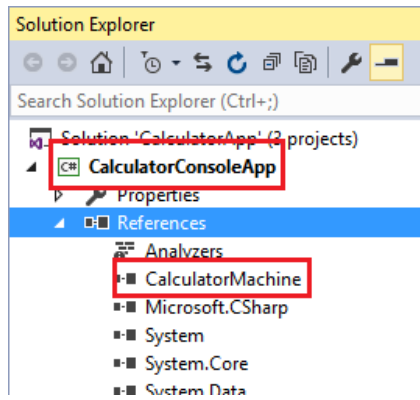 Solution Explorer
Search Solution Explorer (Ctrl+;)
Solution 'CalculatorApp' (3 projects)
C# CalculatorConsoleApp
Properties
References
Analyzers
CalculatorMachine
Microsoft.CSharp
System
System.Core
System.Data